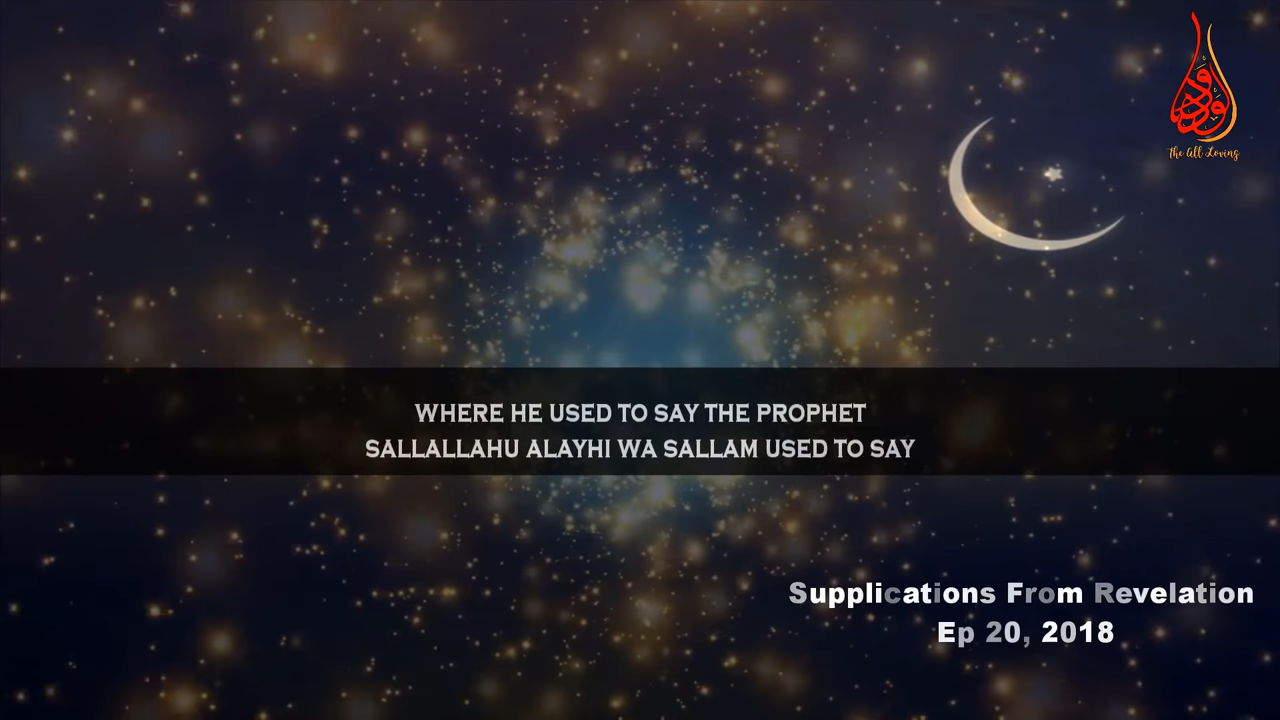 الودود
The All Loving
WHERE HE USED TO SAY THE PROPHET
SALLALLAHU ALAYHI WA SALLAM USED TO SAY
Supplications From Revelation
Ep 20, 2018